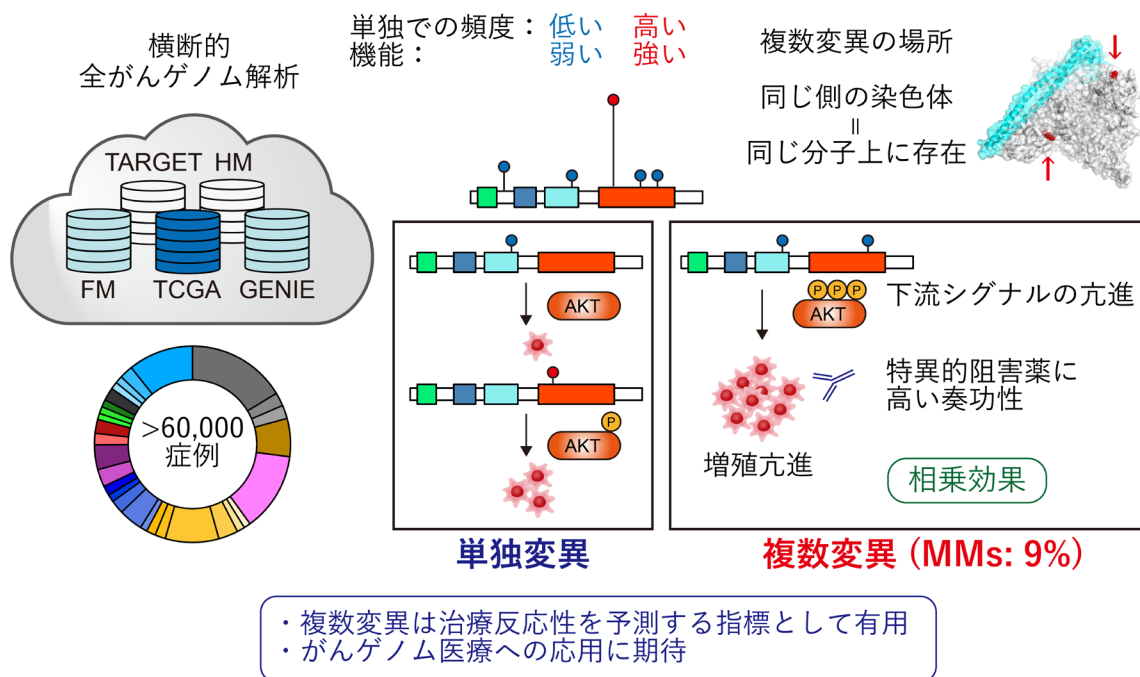 横断的
全がんゲノム解析
TARGET HM
FM TCGA GENIE
>60,000
症例
単独での頻度： 低い 高い
機能： 弱い 強い
複数変異の場所
同じ側の染色体
=
同じ分子上に存在
AKT
P
AKT
単独変異
P P P
AKT
下流シグナルの亢進
特異的阻害薬に
高い奏功性
増殖亢進
相乗効果
複数変異 (MMs: 9%)
・複数変異は治療反応性を予測する指標として有用
・がんゲノム医療への応用に期待